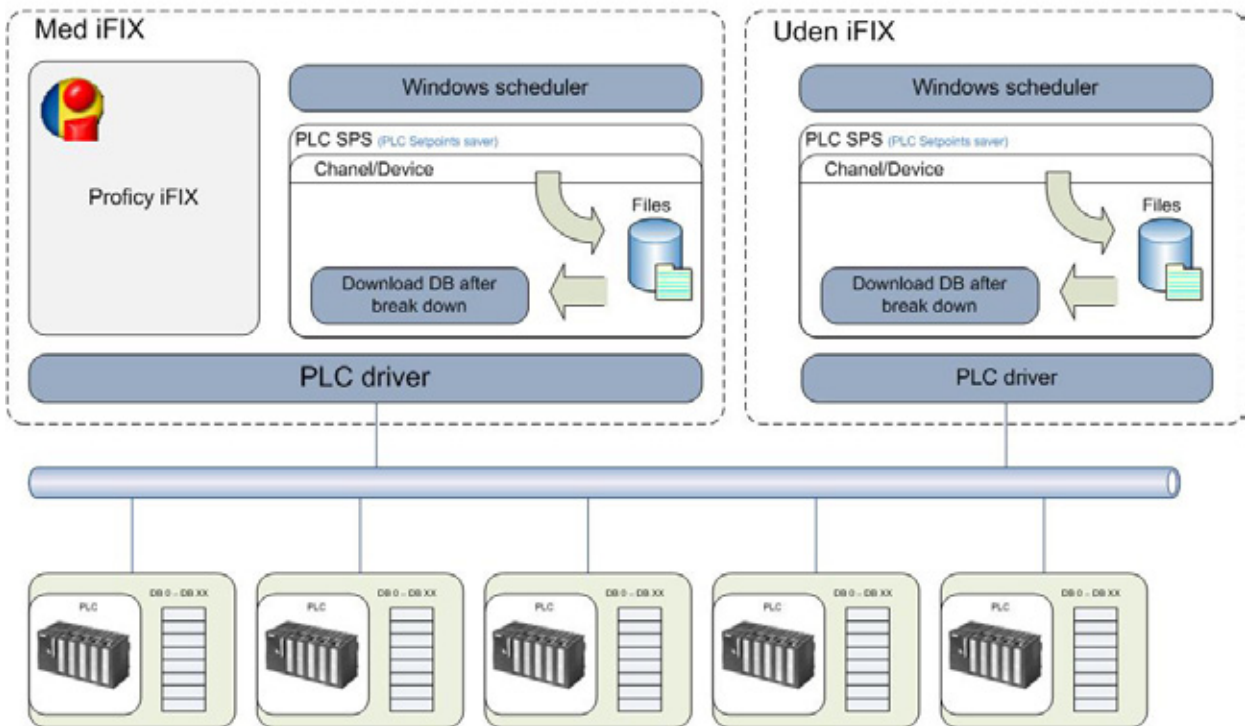 Med iFIX
Proficy iFIX
Windows scheduler
PLC SPS (PLC Setpoints saver)
Chanel/Device
Files
Download DB after
break down
PLC driver
Uden iFIX
Windows scheduler
PLC SPS (PLC Setpoints saver)
Chanel/Device
Files
Download DB after
break down
PLC driver
PLC
DB 0 – DB XX
PLC
DB 0 – DB XX
PLC
DB 0 – DB XX
PLC
DB 0 – DB XX
PLC
DB 0 – DB XX